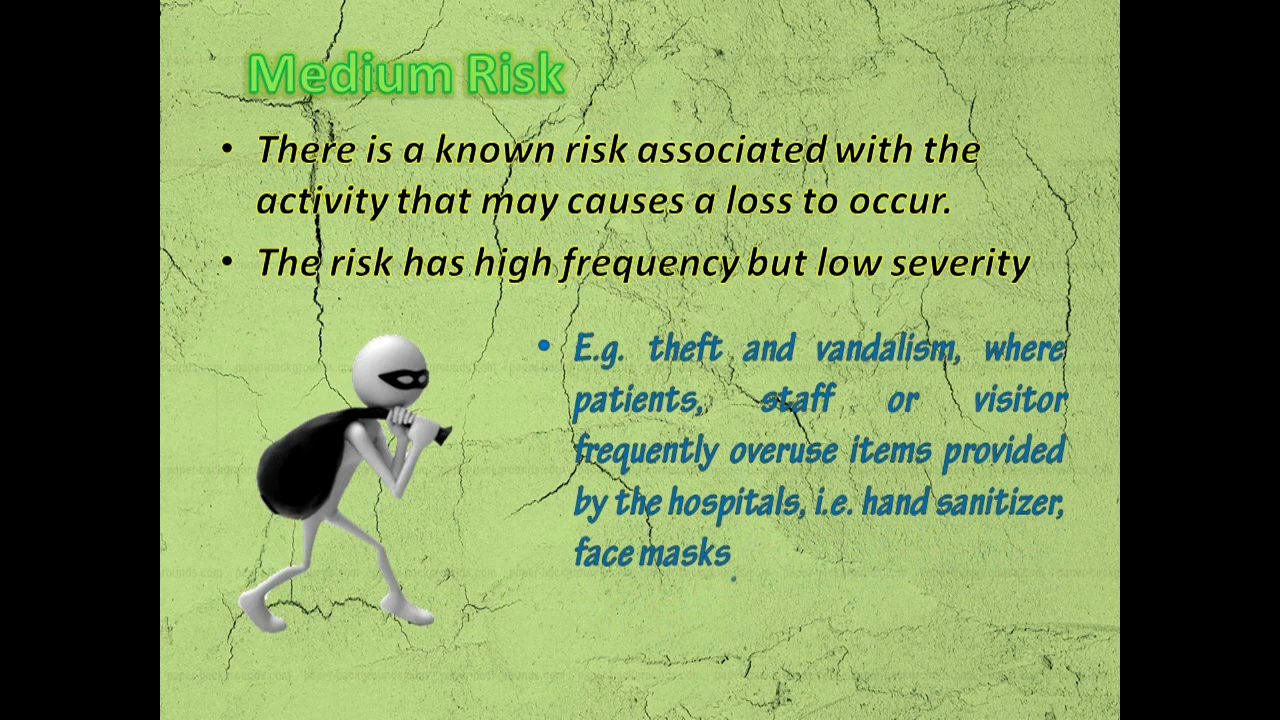 Medium Risk
• There is a known risk associated with the
activity that may causes a loss to occur.
• The risk has high frequency but low severity
• E.g. theft and vandalism, where
patients, staff or visitor
frequently overuse items provided
by the hospitals, i.e. hand sanitizer,
face masks.